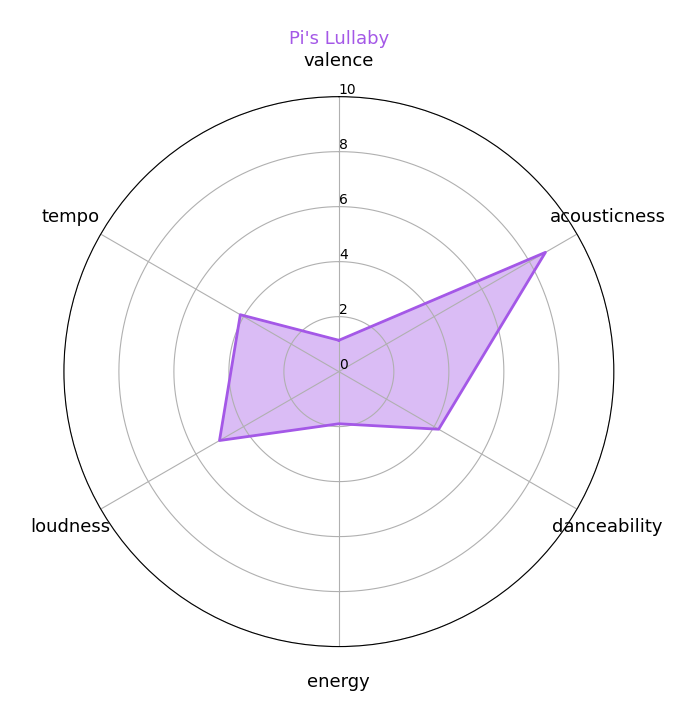 Pi's Lullaby
valence
10
8
6
4
2
0
tempo
acousticness
loudness
danceability
energy